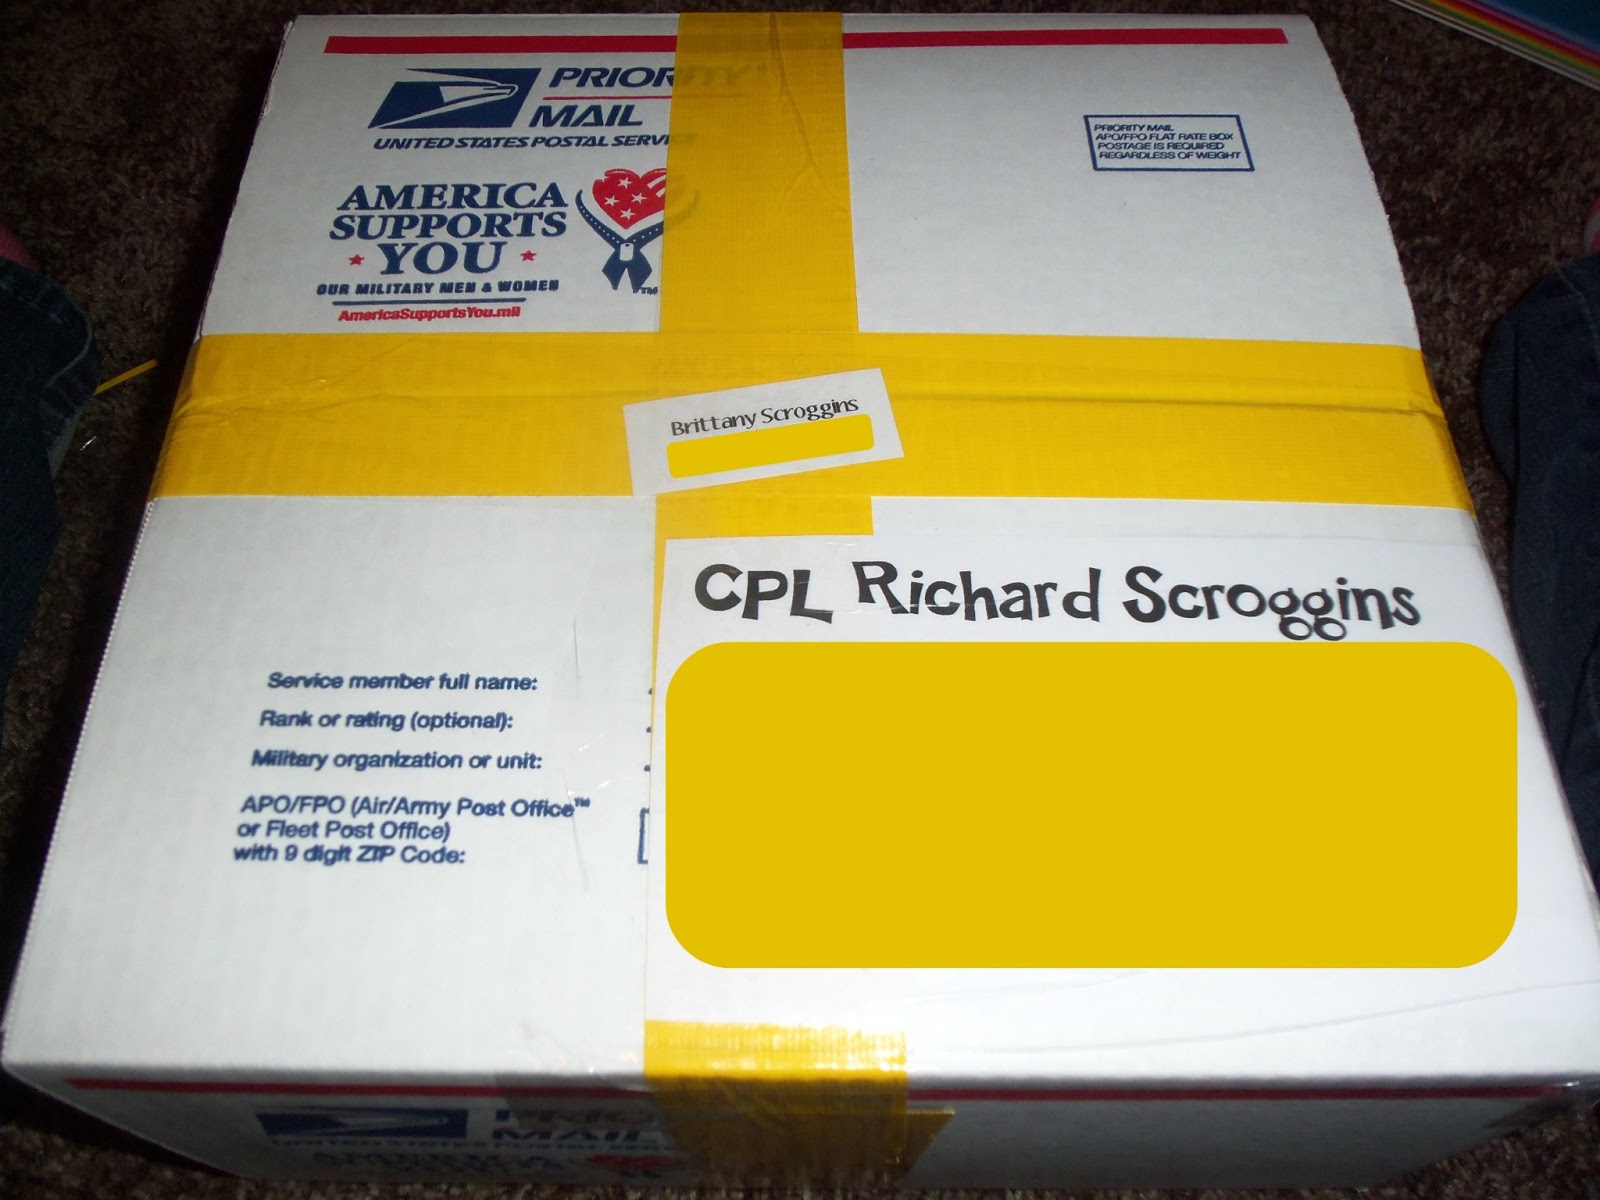 PRIORITY
MAIL
UNITED STATES POSTAL SERV
PRIORITY MAIL
APO/FPO FLAT RATE BOX
POSTAGE IS REQUIRED
REGARDLESS OF WEIGHT
AMERICA
SUPPORTS
YOU
OUR MILITARY MEN & WOMEN
TM
AmericaSupportsYou.mil
Brittany Scroggins
CPL Richard Scroggins
Service member full name:
Rank or rating (optional):
Military organization or unit:
APO/FPO (Air/Army Post Office™
or Fleet Post Office)
with 9 digit ZIP Code:
MAIL